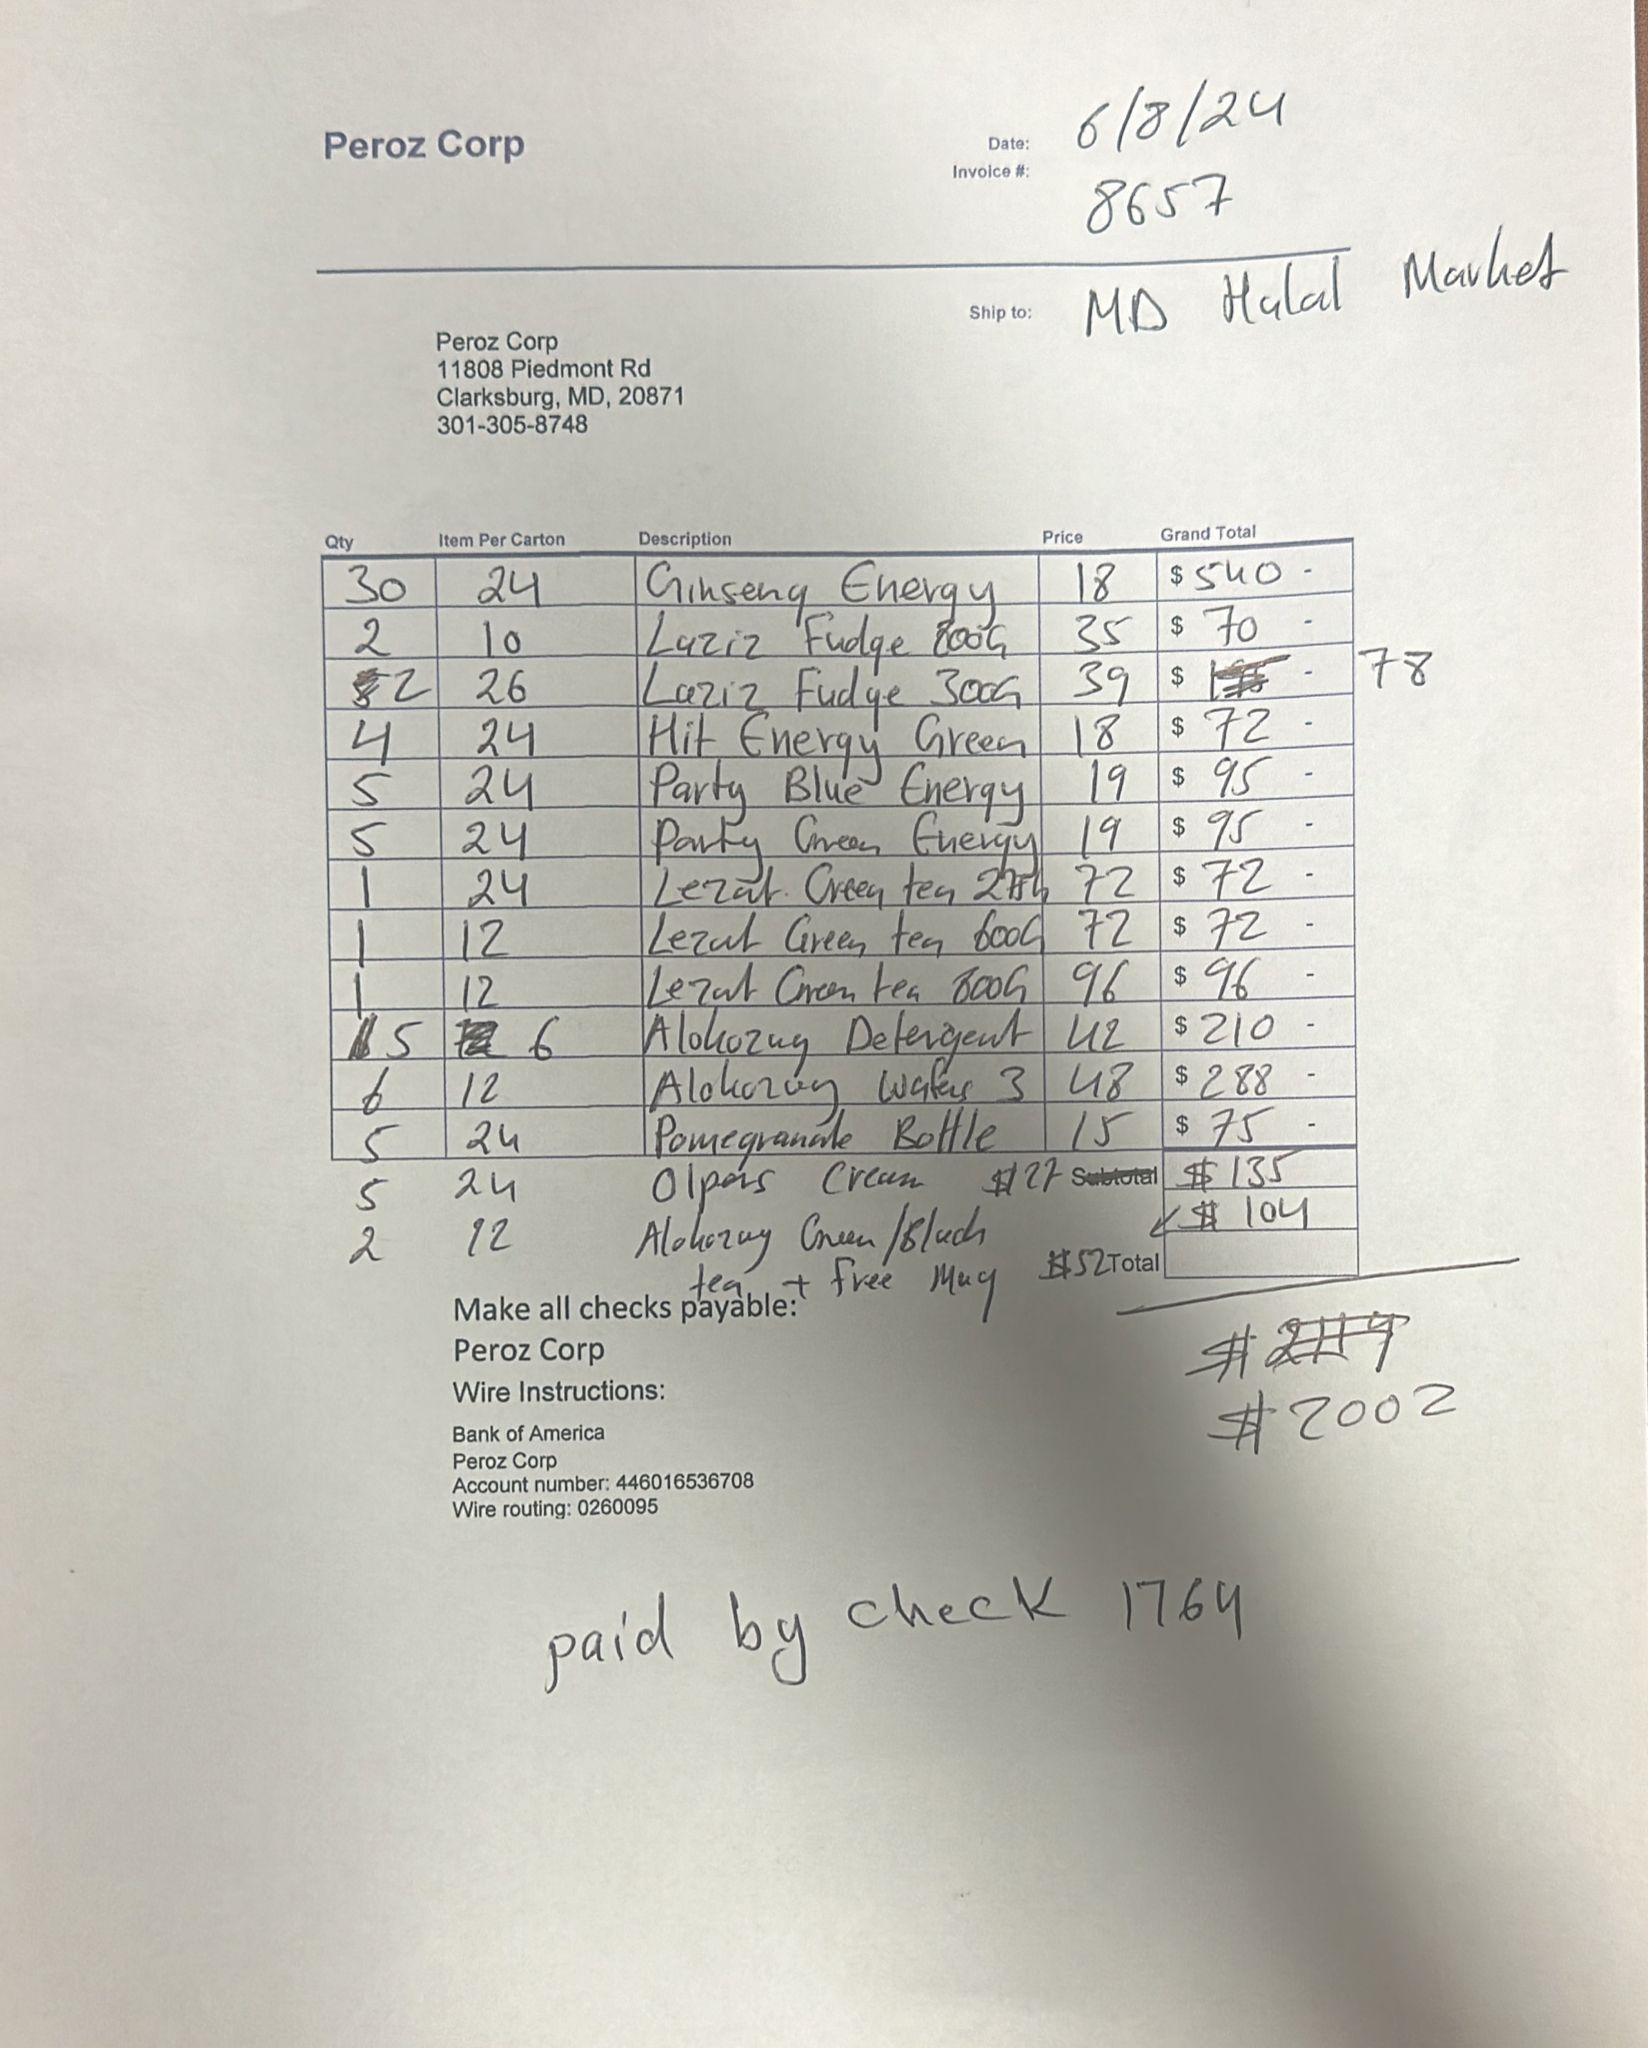 Peroz Corp
Date: 6/8/24
Invoice #: 8657
Ship to: MD Halal Market
Peroz Corp
11808 Piedmont Rd
Clarksburg, MD, 20871
301-305-8748
Qty Item Per Carton Description Price Grand Total
30 24 Ginseng Energy 18 $ 540 -
2 10 Laziz Fudge 800G 35 $ 70 -
2 26 Laziz Fudge 300G 39 $ - 78
4 24 Hit Energy Green 18 $ 72 -
5 24 Party Blue Energy 19 $ 95 -
5 24 Party Green Energy 19 $ 95 -
1 24 Lezat Green tea 72 $ 72 -
1 12 Lezat Green tea 600G 72 $ 72 -
1 12 Lezat Green tea 800G 96 $ 96 -
5 6 Alokozay Detergent 42 $ 210 -
6 12 Alokozay Wafers 3 48 $ 288 -
5 24 Pomegranate Bottle 15 $ 75 -
5 24 Olpers Cream $27 Subtotal $ 135
2 12 Alokozay Green/Black $ 104
tea + Free Mug $52 Total
Make all checks payable:
Peroz Corp
$ 2002
Wire Instructions:
Bank of America
Peroz Corp
Account number: 446016536708
Wire routing: 0260095
paid by check 1764